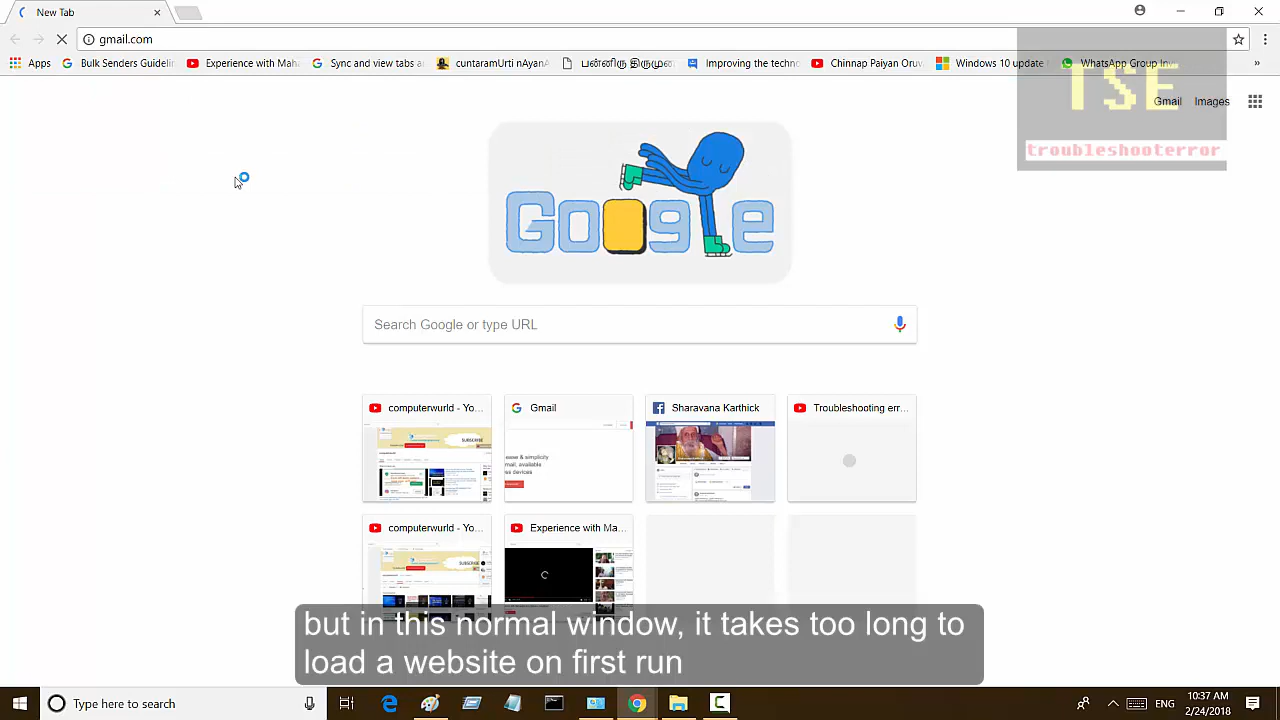 New Tab
gmail.com
Apps Bulk Senders Guidelin Experience with Mah Sync and view tabs a cuntaramUrti nAyanA Improving the techno Chinnap Paiyan Oruv Windows 10 update WhatsApp Group Inv »
TSE
troubleshooterror
Gmail Images
Google
Search Google or type URL
computerwurld - Yo... Gmail Sharavana Karthick Troubleshooting err...
computerwurld - Yo... Experience with Ma...
but in this normal window, it takes too long to
load a website on first run
Type here to search
ENG
10:37 AM
2/24/2018